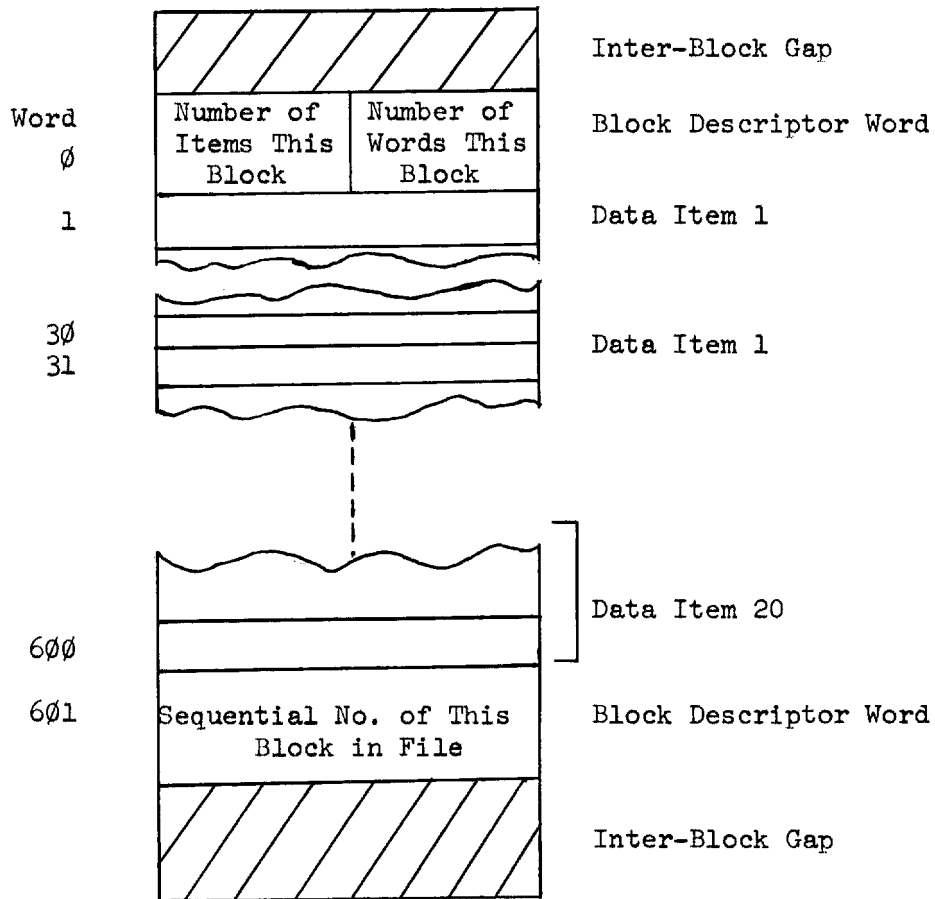 Inter-Block Gap
Word
Ø
Number of
Items This
Block
Number of
Words This
Block
Block Descriptor Word
1
Data Item 1
3Ø
31
Data Item 1
Data Item 20
6ØØ
6Ø1
Sequential No. of This
Block in File
Block Descriptor Word
Inter-Block Gap